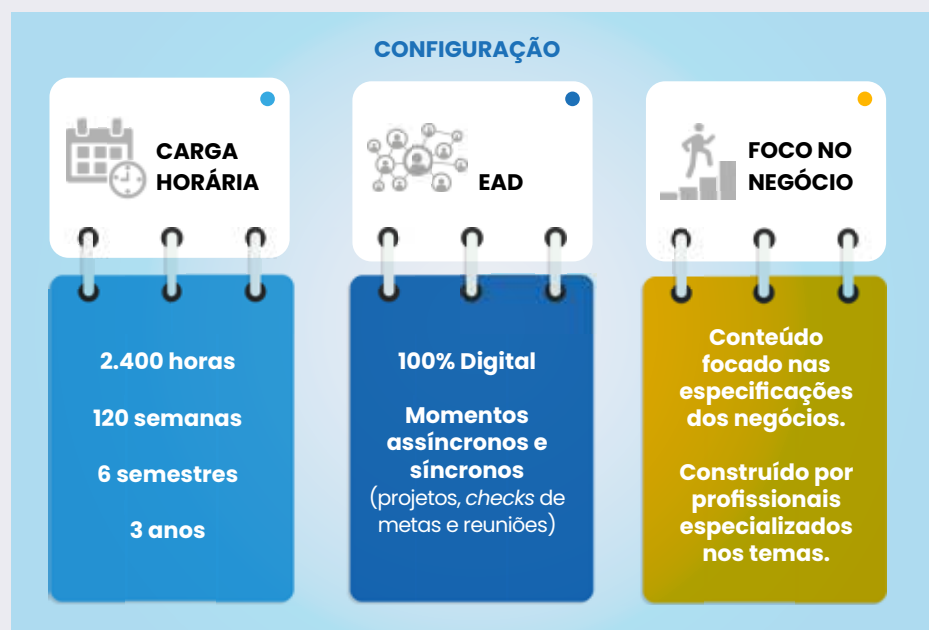 CONFIGURAÇÃO
CARGA
HORÁRIA
2.400 horas
120 semanas
6 semestres
3 anos
EAD
100% Digital
Momentos
assíncronos e
síncronos
(projetos, checks de
metas e reuniões)
FOCO NO
NEGÓCIO
Conteúdo
focado nas
especificações
dos negócios.
Construído por
profissionais
especializados
nos temas.